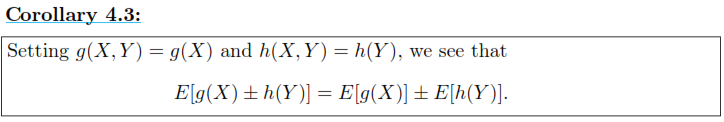 Corollary 4.3:
Setting g(X, Y) = g(X) and h(X, Y) = h(Y), we see that
E[g(X) ± h(Y)] = E[g(X)] ± E[h(Y)].